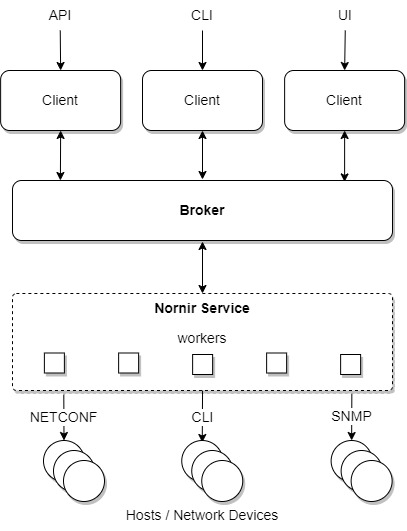 API CLI UI
Client Client Client
Broker
Nornir Service
workers
NETCONF CLI SNMP
Hosts / Network Devices